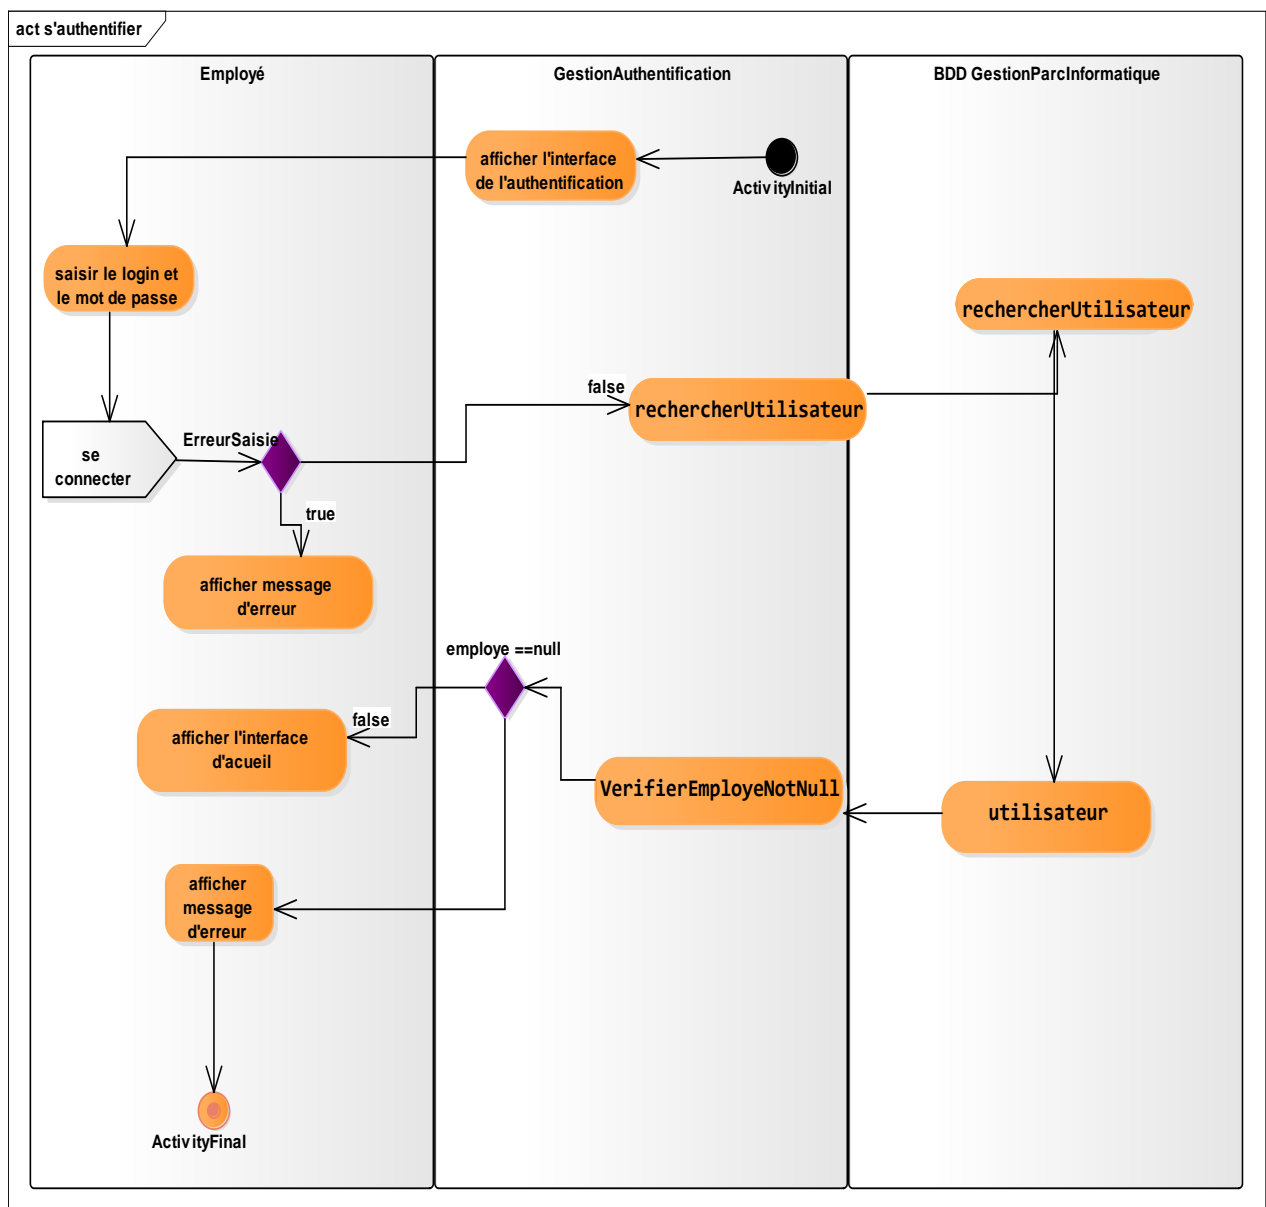 act s'authentifier
Employé
GestionAuthentification
BDD GestionParcInformatique
afficher l'interface
de l'authentification
ActivityInitial
saisir le login et
le mot de passe
rechercherUtilisateur
false
rechercherUtilisateur
ErreurSaisie
se
connecter
true
afficher message
d'erreur
employe ==null
false
afficher l'interface
d'acueil
VerifierEmployeNotNull
utilisateur
afficher
message
d'erreur
ActivityFinal